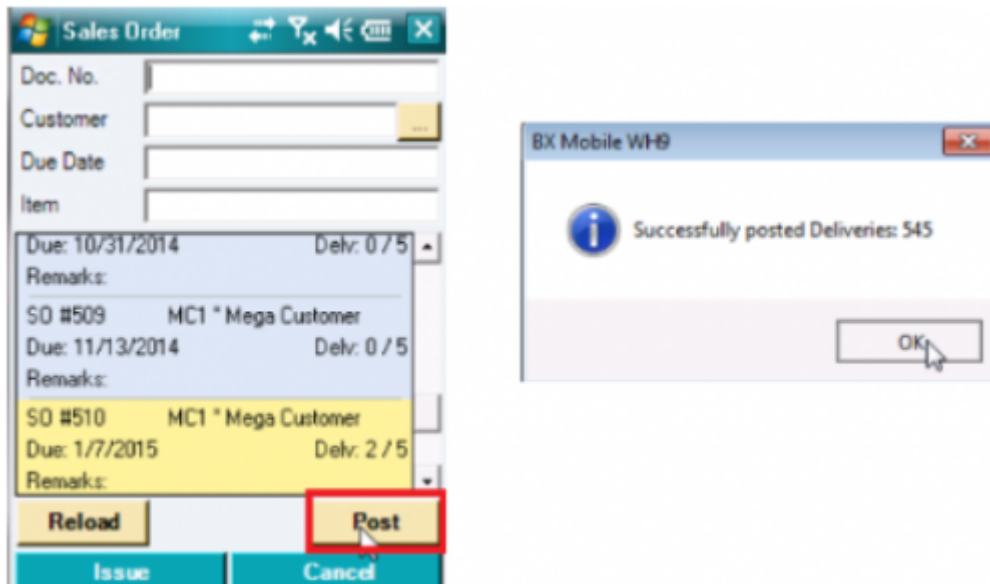 Sales Order
Doc. No.
Customer
...
Due Date
Item
Due: 10/31/2014 Delv: 0 / 5
Remarks:
SO #509 MC1 * Mega Customer
Due: 11/13/2014 Delv: 0 / 5
Remarks:
SO #510 MC1 * Mega Customer
Due: 1/7/2015 Delv: 2 / 5
Remarks:
Reload Post
Issue Cancel
BX Mobile WH9
Successfully posted Deliveries: 545
OK